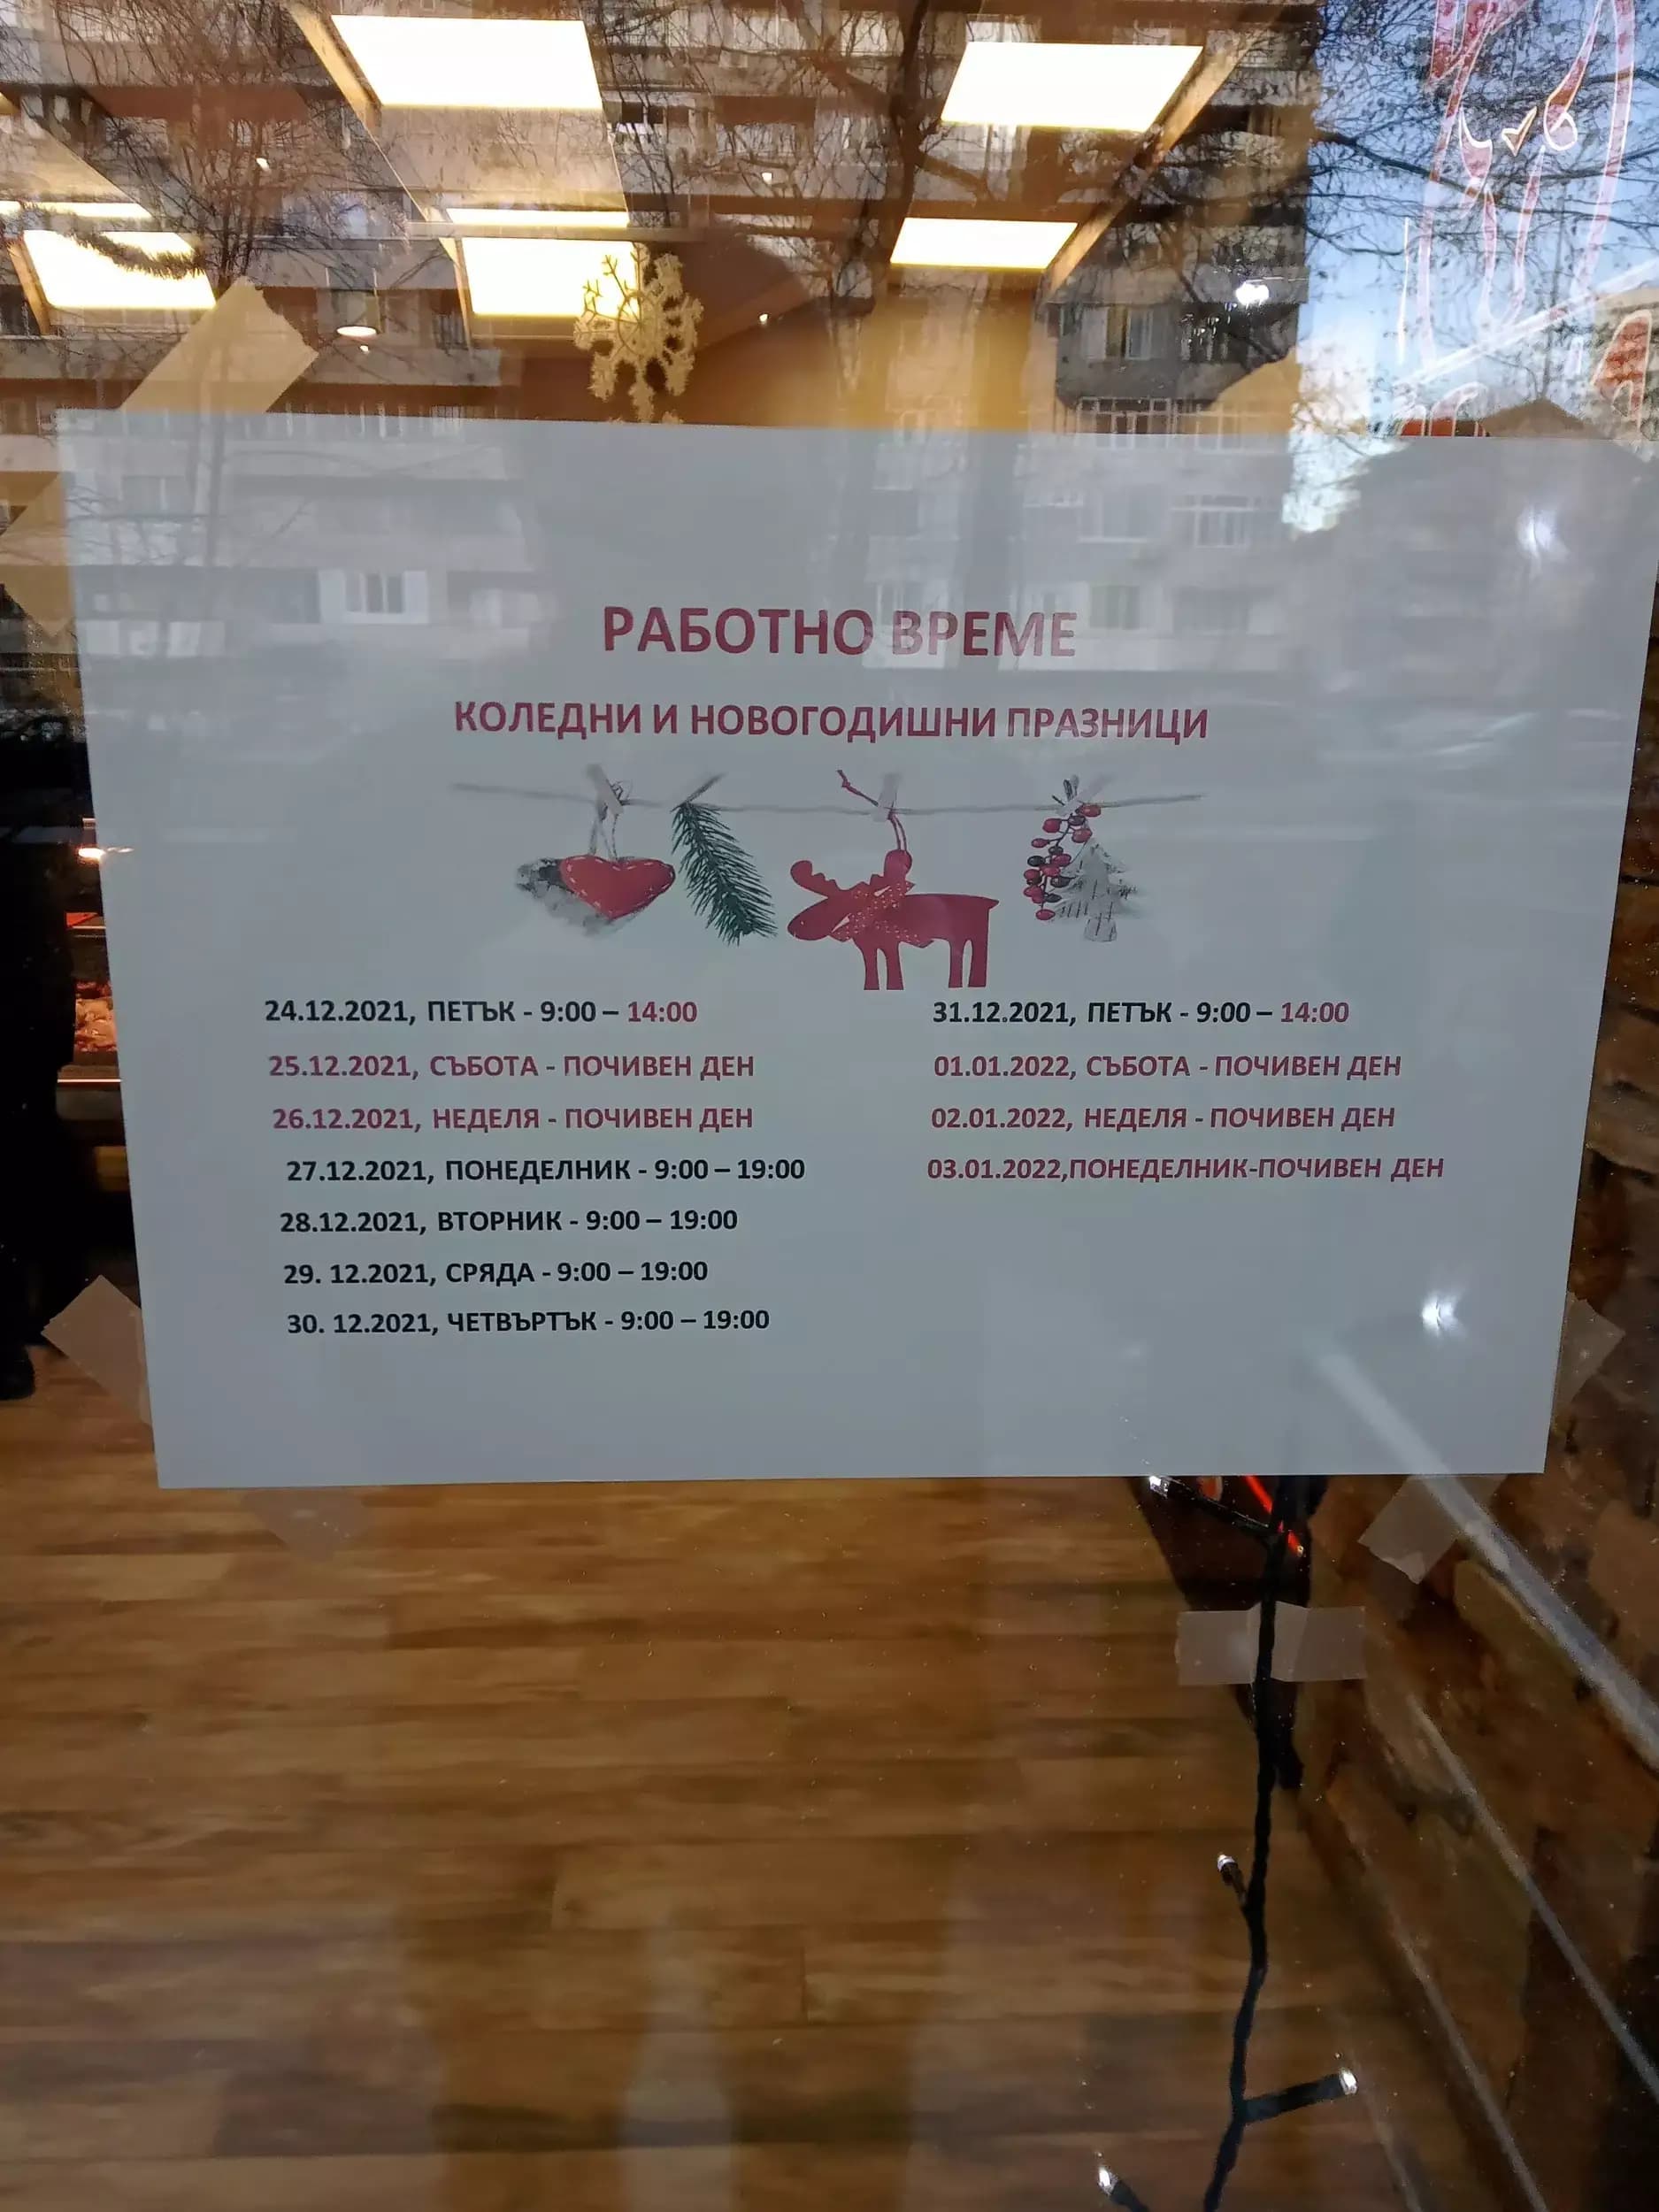 РАБОТНО ВРЕМЕ
КОЛЕДНИ И НОВОГОДИШНИ ПРАЗНИЦИ
24.12.2021, ПЕТЪК - 9:00 – 14:00
25.12.2021, СЪБОТА - ПОЧИВЕН ДЕН
26.12.2021, НЕДЕЛЯ - ПОЧИВЕН ДЕН
27.12.2021, ПОНЕДЕЛНИК - 9:00 – 19:00
28.12.2021, ВТОРНИК - 9:00 – 19:00
29. 12.2021, СРЯДА - 9:00 – 19:00
30. 12.2021, ЧЕТВЪРТЪК - 9:00 – 19:00
31.12.2021, ПЕТЪК - 9:00 – 14:00
01.01.2022, СЪБОТА - ПОЧИВЕН ДЕН
02.01.2022, НЕДЕЛЯ - ПОЧИВЕН ДЕН
03.01.2022,ПОНЕДЕЛНИК-ПОЧИВЕН ДЕН